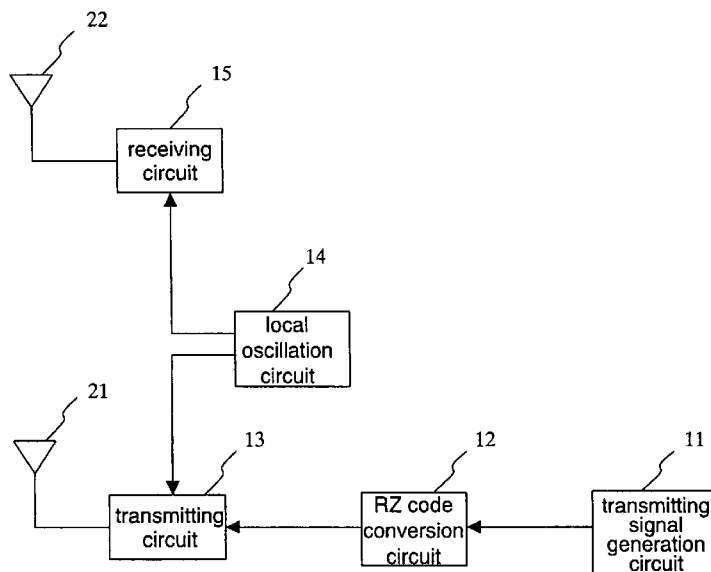 22
15
receiving
circuit
14
local
oscillation
circuit
21
13
12
11
transmitting
circuit
RZ code
conversion
circuit
transmitting
signal
generation
circuit